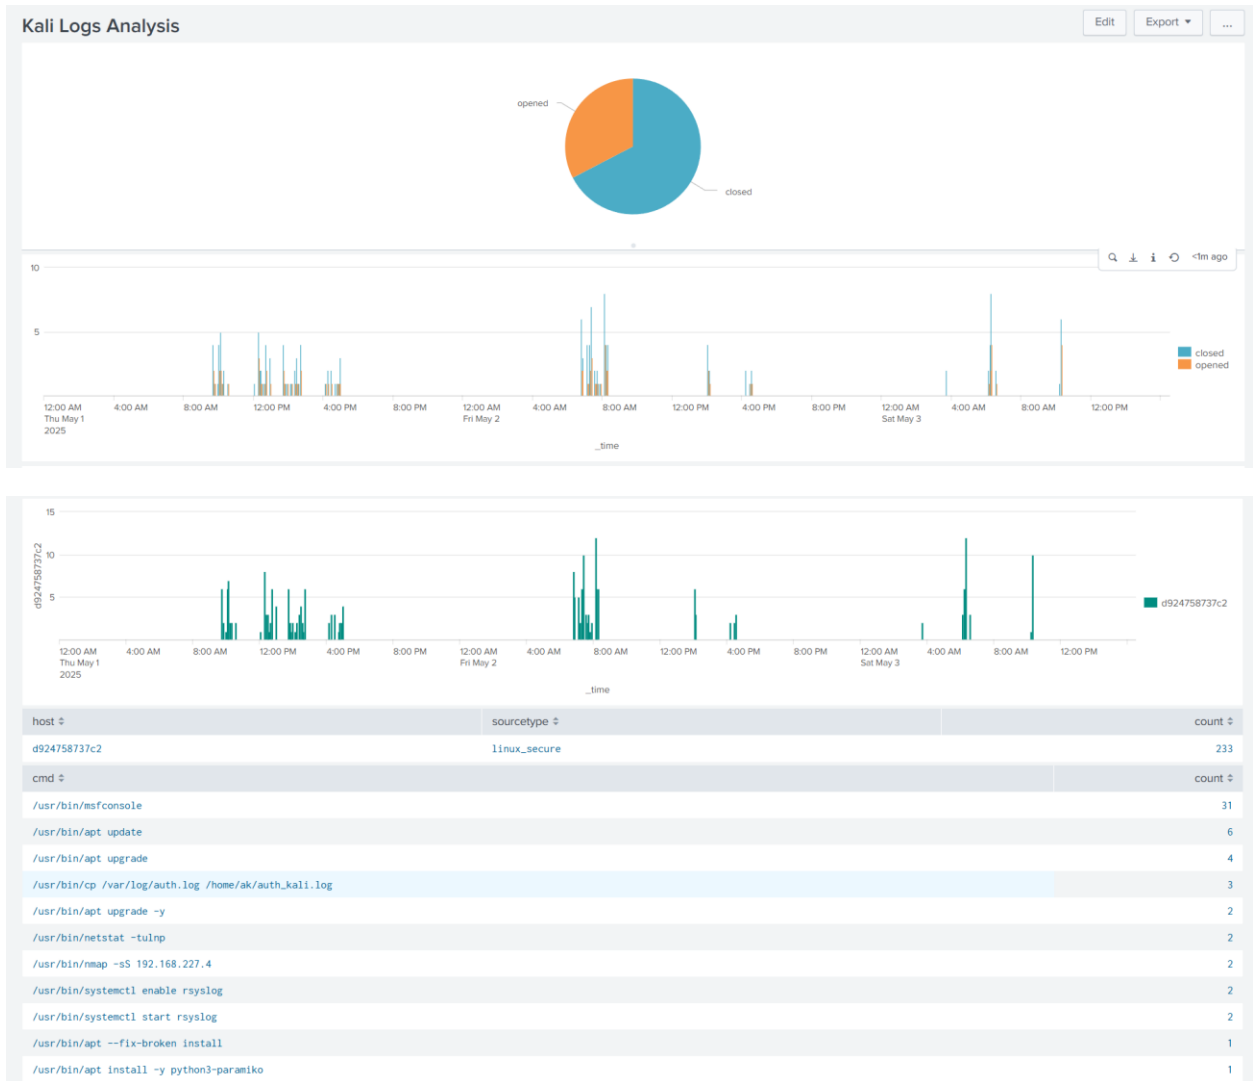 Kali Logs Analysis
Edit Export ▼ ...
opened
closed
<1m ago
10
5
closed
opened
12:00 AM 4:00 AM 8:00 AM 12:00 PM 4:00 PM 8:00 PM 12:00 AM 4:00 AM 8:00 AM 12:00 PM 4:00 PM 8:00 PM 12:00 AM 4:00 AM 8:00 AM 12:00 PM
Thu May 1 Fri May 2 Sat May 3
2025
_time
15
10
5
d924758737c2
d924758737c2
12:00 AM 4:00 AM 8:00 AM 12:00 PM 4:00 PM 8:00 PM 12:00 AM 4:00 AM 8:00 AM 12:00 PM 4:00 PM 8:00 PM 12:00 AM 4:00 AM 8:00 AM 12:00 PM
Thu May 1 Fri May 2 Sat May 3
2025
_time
host sourcetype count
d924758737c2 linux_secure 233
cmd count
/usr/bin/msfconsole 31
/usr/bin/apt update 6
/usr/bin/apt upgrade 4
/usr/bin/cp /var/log/auth.log /home/ak/auth_kali.log 3
/usr/bin/apt upgrade -y 2
/usr/bin/netstat -tulnp 2
/usr/bin/nmap -sS 192.168.227.4 2
/usr/bin/systemctl enable rsyslog 2
/usr/bin/systemctl start rsyslog 2
/usr/bin/apt --fix-broken install 1
/usr/bin/apt install -y python3-paramiko 1